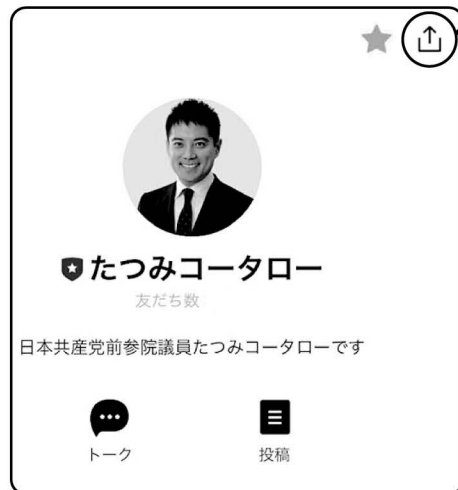 たつみコータロー
友だち数
日本共産党前参院議員たつみコータローです
トーク
投稿